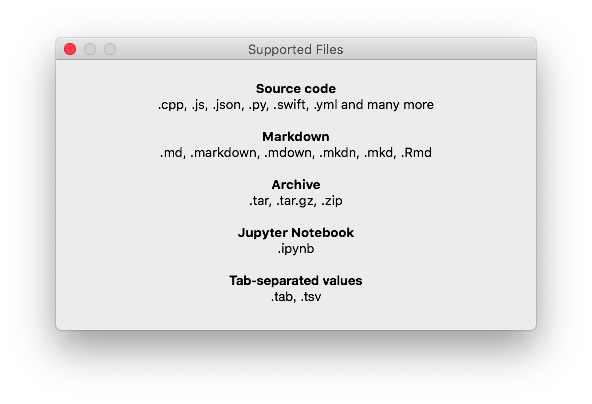 Supported Files
Source code
.cpp, .js, .json, .py, .swift, .yml and many more
Markdown
.md, .markdown, .mdown, .mkdn, .mkd, .Rmd
Archive
.tar, .tar.gz, .zip
Jupyter Notebook
.ipynb
Tab-separated values
.tab, .tsv